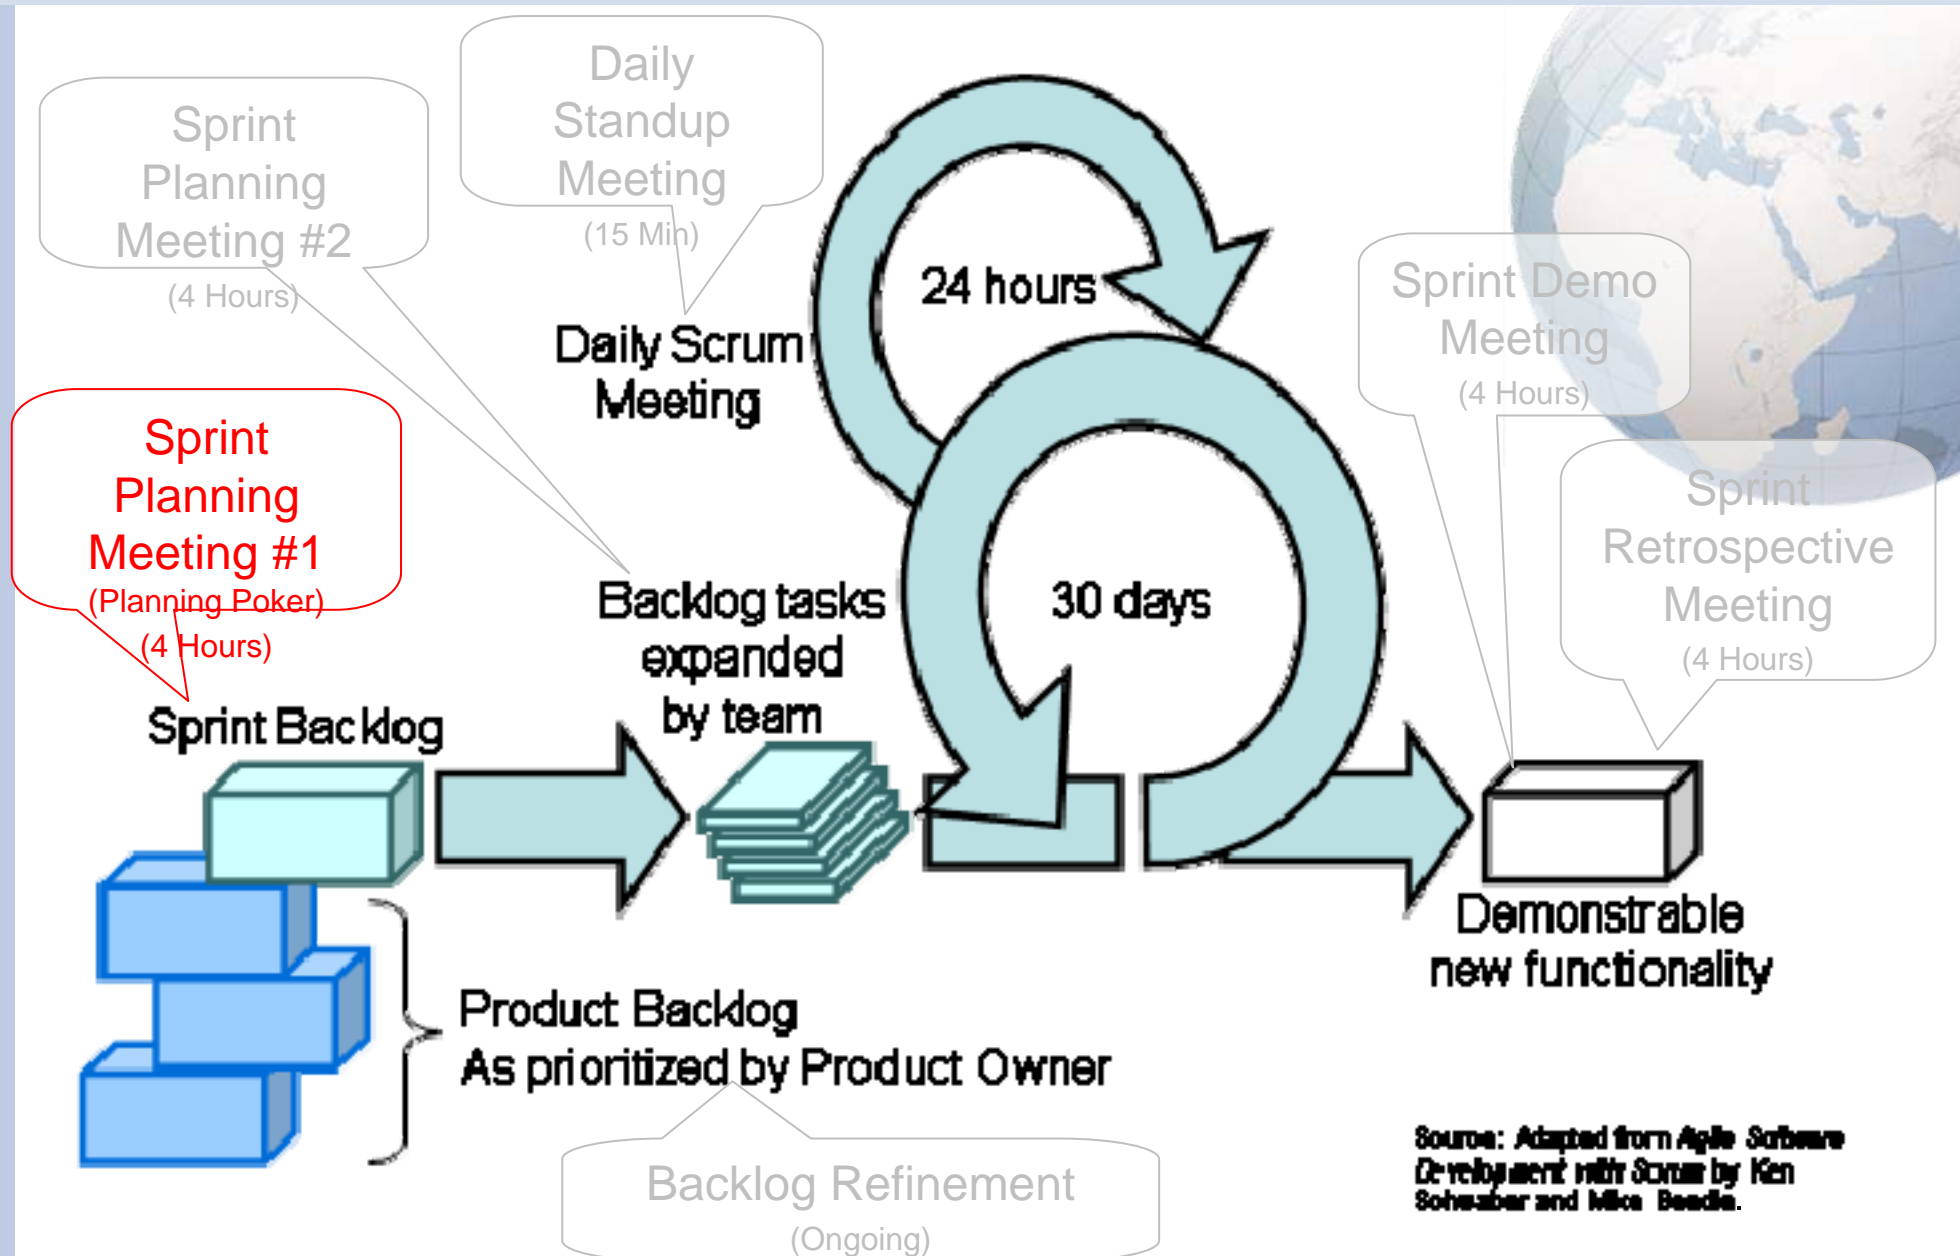 Daily
Standup
Meeting
(15 Min)
Sprint
Planning
Meeting #2
(4 Hours)
24 hours
Daily Scrum
Meeting
Sprint Demo
Meeting
(4 Hours)
Sprint
Planning
Meeting #1
(Planning Poker)
(4 Hours)
Sprint
Retrospective
Meeting
(4 Hours)
Backlog tasks
expanded
by team
30 days
Sprint Backlog
Demonstrable
new functionality
Product Backlog
As prioritized by Product Owner
Backlog Refinement
(Ongoing)
Source: Adapted from Agile Software
Development with Scrum by Ken
Schwaber and Mike Beedle.